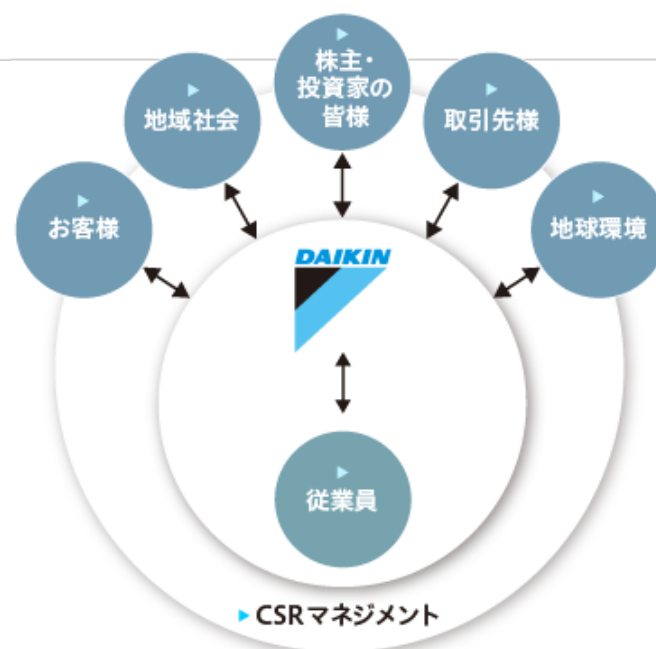 株主・
投資家の
皆様
地域社会
取引先様
お客様
地球環境
DAIKIN
従業員
CSRマネジメント